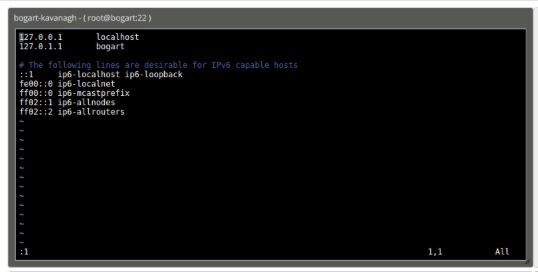 bogart-kavanagh - ( root@bogart:22 )
127.0.0.1 localhost
127.0.1.1 bogart
# The following lines are desirable for IPv6 capable hosts
::1 ip6-localhost ip6-loopback
fe00::0 ip6-localnet
ff00::0 ip6-mcastprefix
ff02::1 ip6-allnodes
ff02::2 ip6-allrouters
~
~
~
~
~
~
~
~
~
~
~
~
~
~
:1 1,1 All